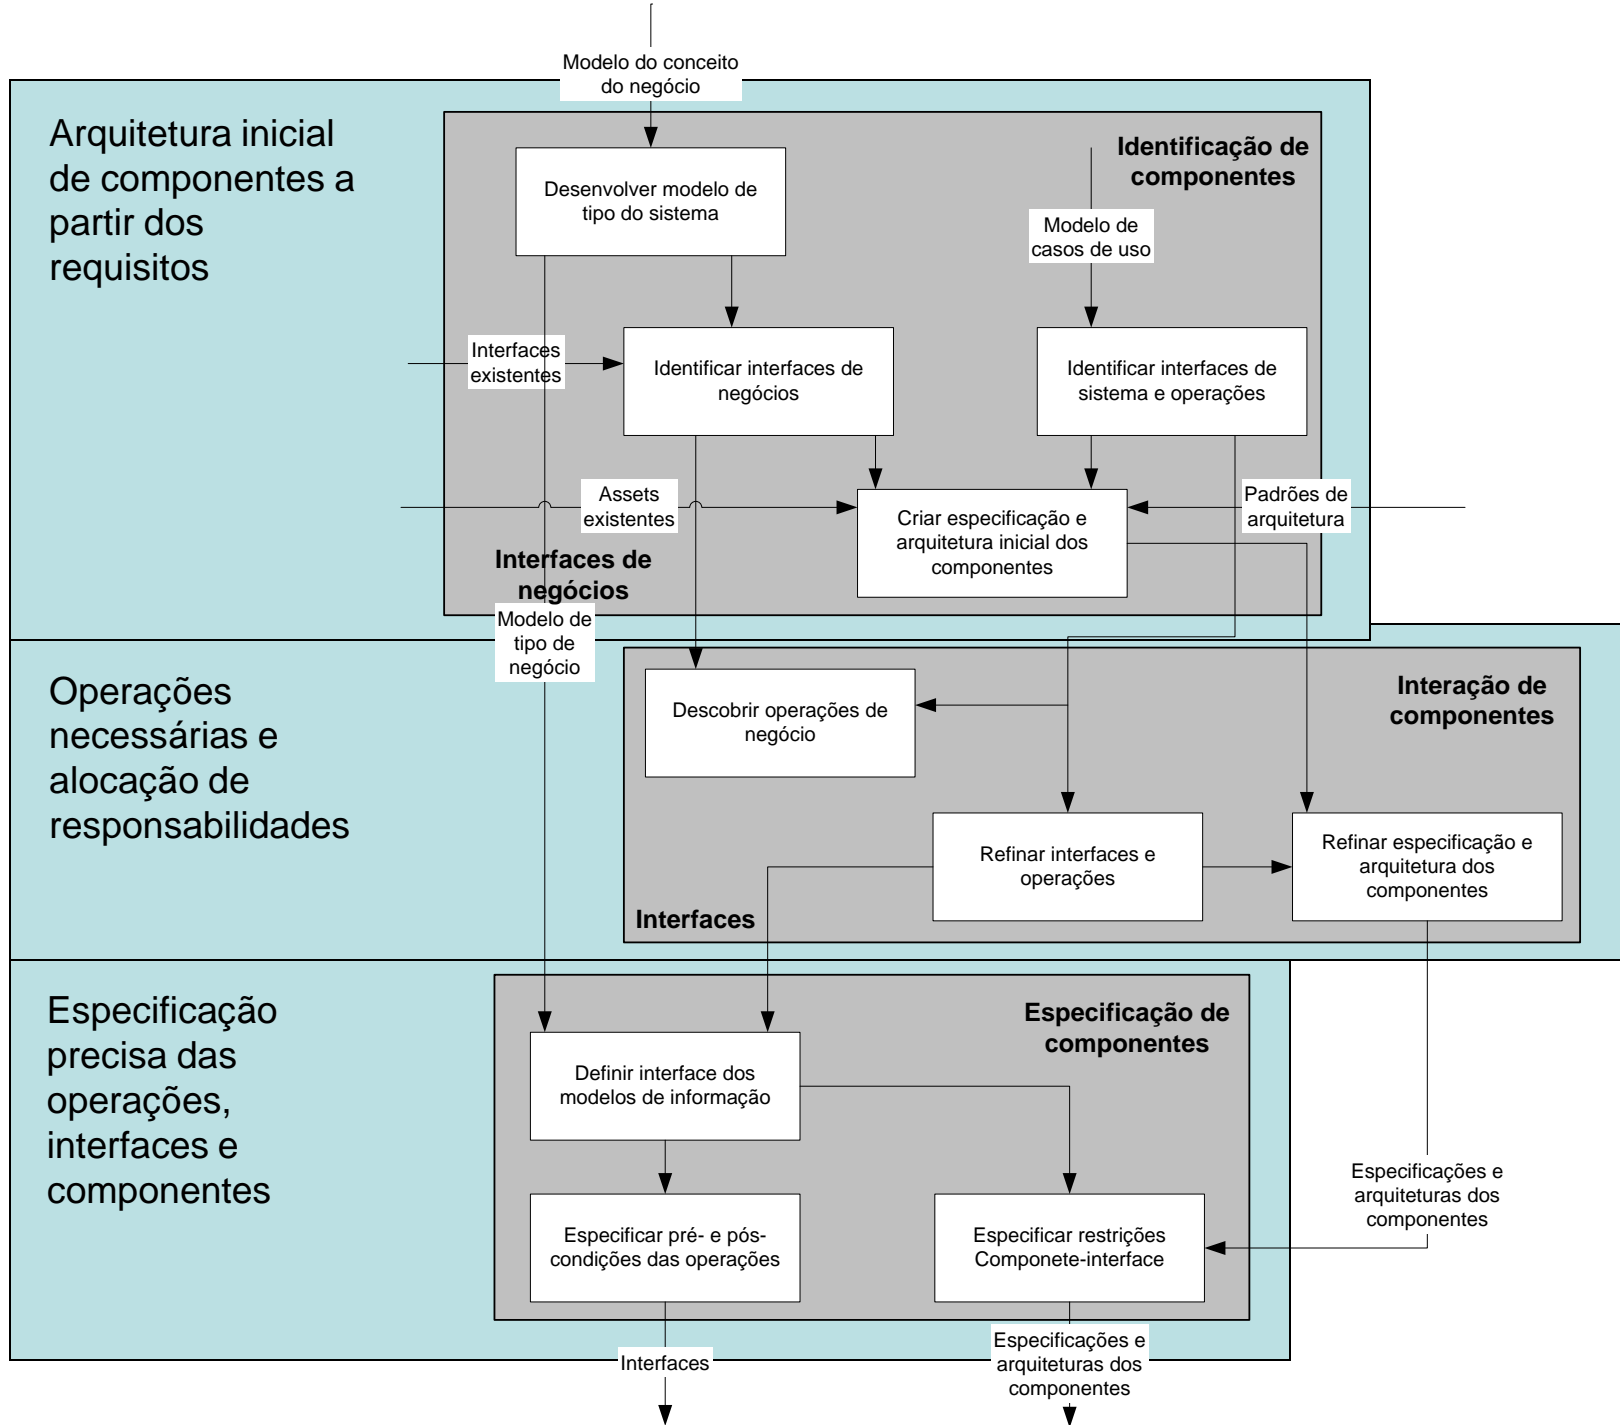 Modelo do conceito
do negócio
Arquitetura inicial
de componentes a
partir dos
requisitos
Identificação de
componentes
Desenvolver modelo de
tipo do sistema
Modelo de
casos de uso
Interfaces
existentes
Identificar interfaces de
negócios
Identificar interfaces de
sistema e operações
Assets
existentes
Criar especificação e
arquitetura inicial dos
componentes
Padrões de
arquitetura
Interfaces de
negócios
Modelo de
tipo de
negócio
Operações
necessárias e
alocação de
responsabilidades
Interação de
componentes
Descobrir operações de
negócio
Refinar interfaces e
operações
Refinar especificação e
arquitetura dos
componentes
Interfaces
Especificação
precisa das
operações,
interfaces e
componentes
Especificação de
componentes
Definir interface dos
modelos de informação
Especificações e
arquiteturas dos
componentes
Especificar pré- e pós-
condições das operações
Especificar restrições
Componete-interface
Interfaces
Especificações e
arquiteturas dos
componentes